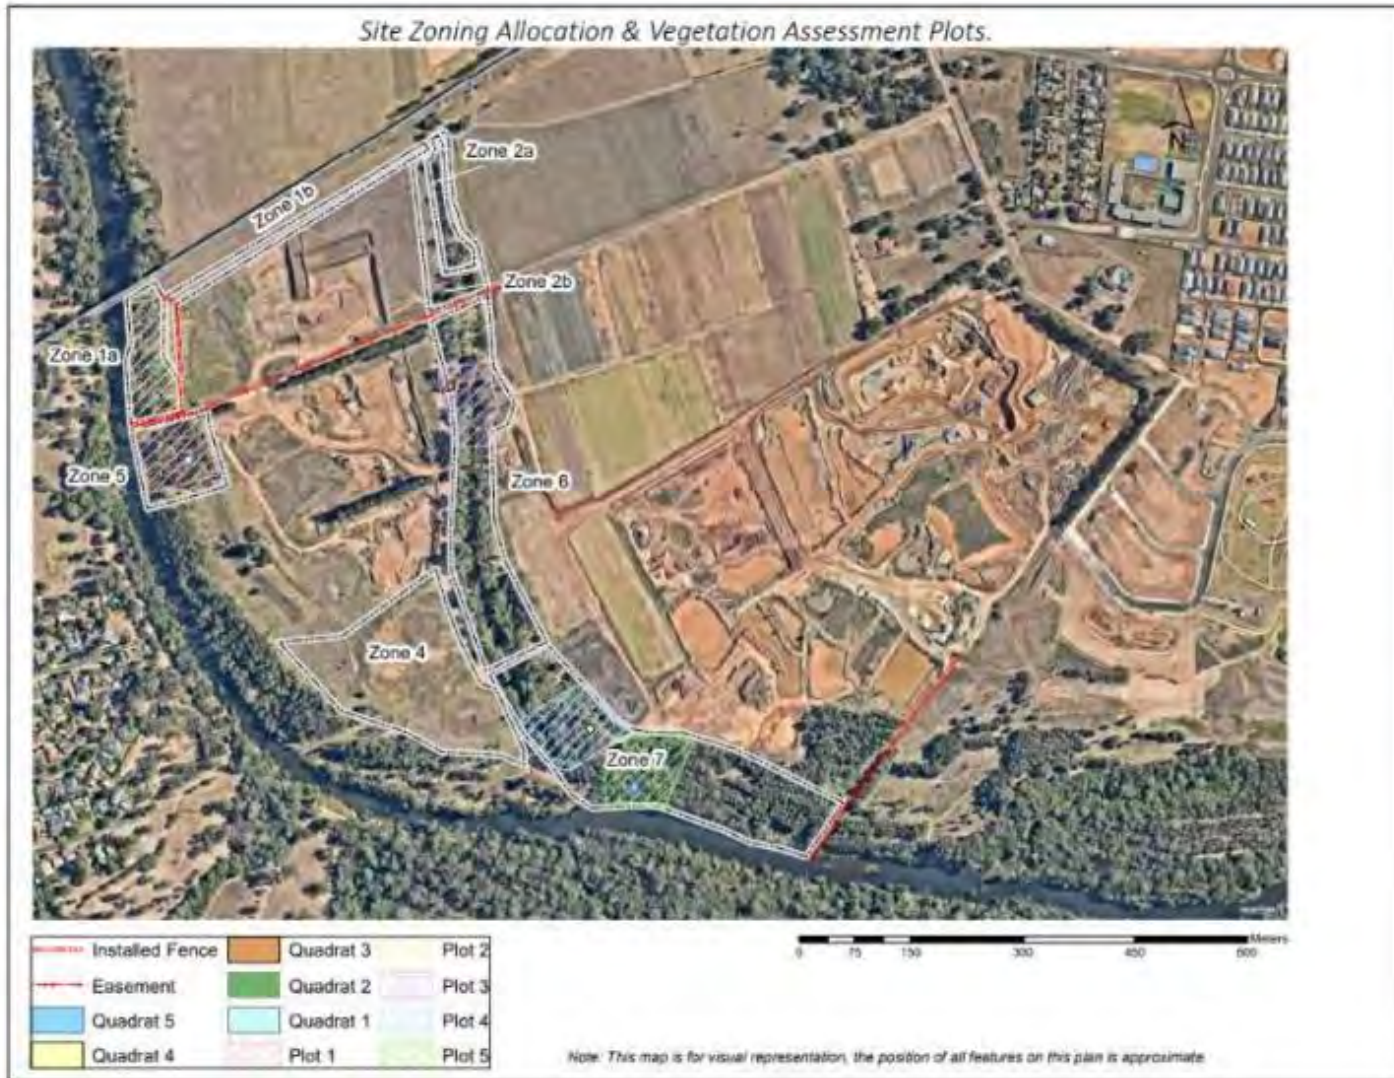 Site Zoning Allocation & Vegetation Assessment Plots.
Zone 2a
Zone 1b
Zone 2b
Zone 1a
Zone 5
Zone 6
Zone 4
Zone 7
Installed Fence
Easement
Quadrat 5
Quadrat 4
Quadrat 3
Quadrat 2
Quadrat 1
Plot 1
Plot 2
Plot 3
Plot 4
Plot 5
Meters
0 75 150 300 450 600
Note: This map is for visual representation, the position of all features on this plan is approximate